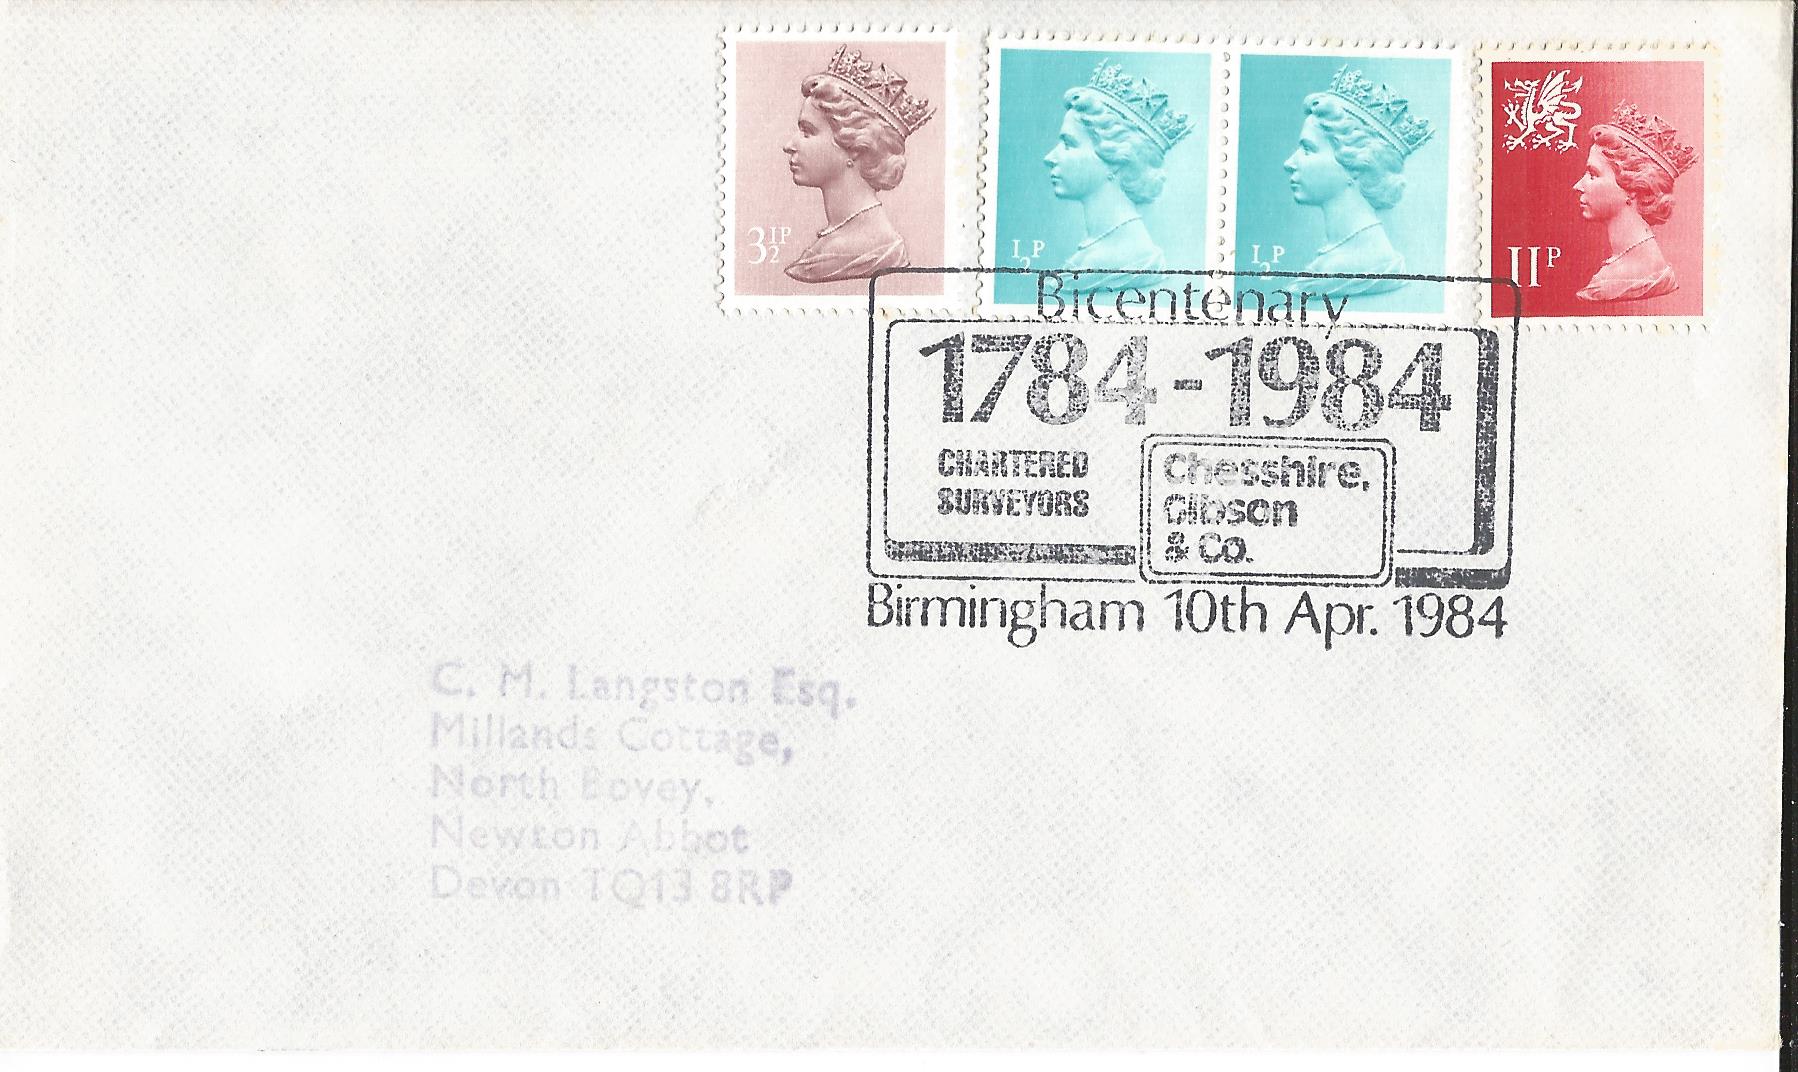 3½P
½P
½P
11P
Bicentenary
1784-1984
CHARTERED
SURVEYORS
Chesshire,
Gibson
& Co.
Birmingham 10th Apr. 1984
C. M. Langston Esq.
Millands Cottage,
North Bovey,
Newton Abbot
Devon TQ13 8RP